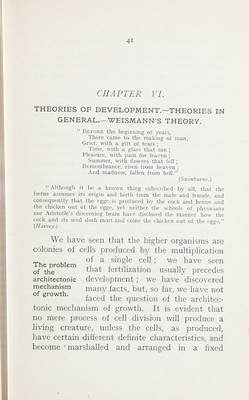 41
CHAPTER VI.
THEORIES OF DEVELOPMENT.—THEORIES IN
GENERAL.—WEISMANN'S THEORY.
" BEFORE the beginning of years,
There came to the making of man,
Grief, with a gift of tears ;
Time, with a glass that ran ;
Pleasure, with pain for leaven ;
Summer, with flowers that fell ;
Remembrance, risen from heaven ;
And madness, fallen from hell."
(Swinburne.)
" Although it be a known thing subscribed by all, that the
fœtus assumes its origin and birth from the male and female, and
consequently that the egge is produced by the cock and henne and
the chicken out of the egge, yet neither the schools of physicians
nor Aristotle's discerning brain have disclosed the manner how the
cock and its seed doth mint and coine the chicken out of the egge."
(Harvey.)
We have seen that the higher organisms are
colonies of cells produced by the multiplication
of a single cell ; we have seen
that fertilization usually precedes
development ; we have discovered
many facts, but, so far, we have not
faced the question of the architec-
The problem
of the
architectonic
mechanism
of growth.
tonic mechanism of growth. It is evident that
no mere process of cell division will produce a
living creature, unless the cells, as produced,
have certain different definite characteristics, and
become marshalled and arranged in a fixed